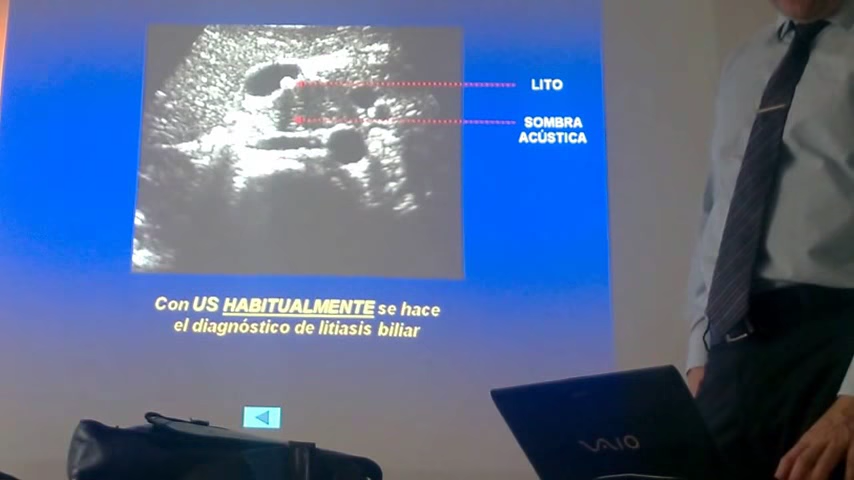 LITO
SOMBRA
ACÚSTICA
Con US HABITUALMENTE se hace
el diagnóstico de litiasis biliar
VAIO